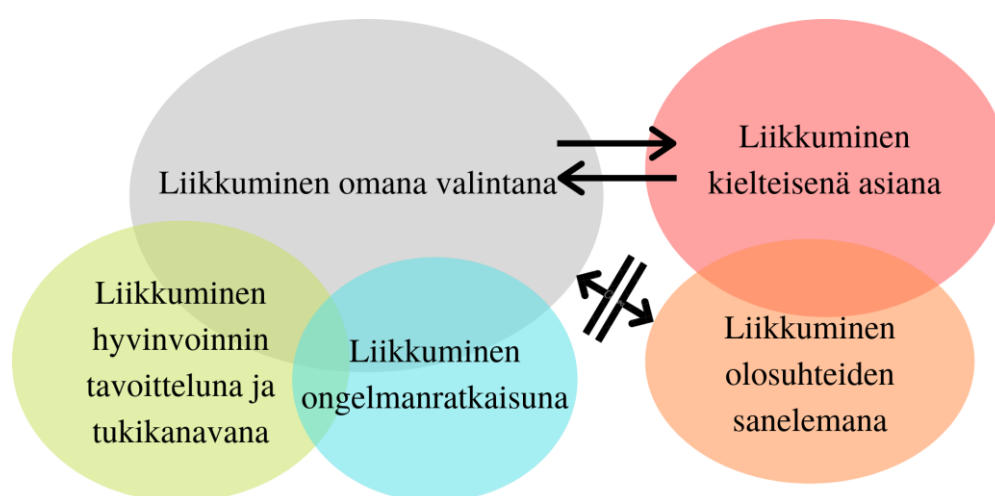 Liikkuminen omana valintana
Liikkuminen
kielteisenä asiana
Liikkuminen
hyvinvoinnin
tavoitteluna ja
tukikanavana
Liikkuminen
ongelmanratkaisuna
Liikkuminen
olosuhteiden
sanelemana